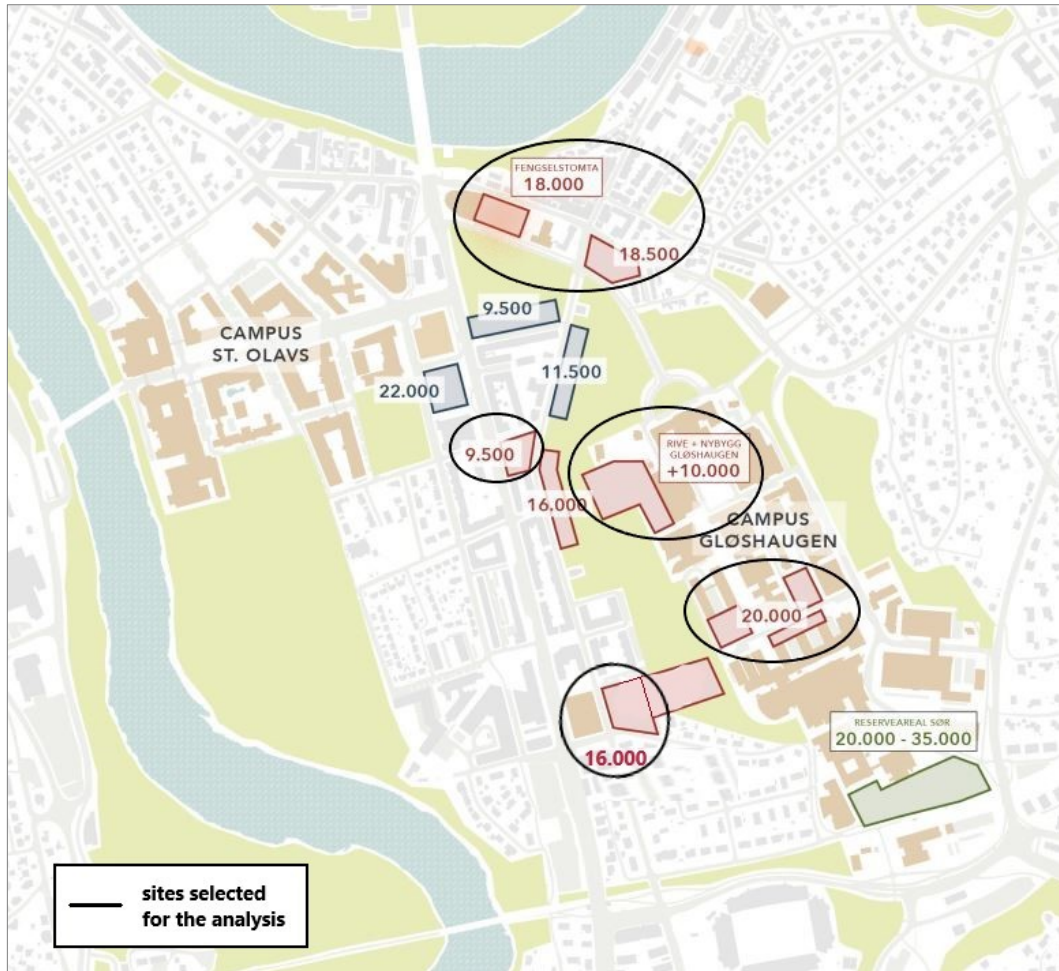 FENGSELSTOMTA
18.000
18.500
9.500
CAMPUS
ST. OLAVS
11.500
22.000
9.500
RIVE + NYBYGG
GLØSHAUGEN
+10.000
16.000
CAMPUS
GLØSHAUGEN
20.000
RESERVEAREAL SØR
20.000 - 35.000
16.000
sites selected
for the analysis